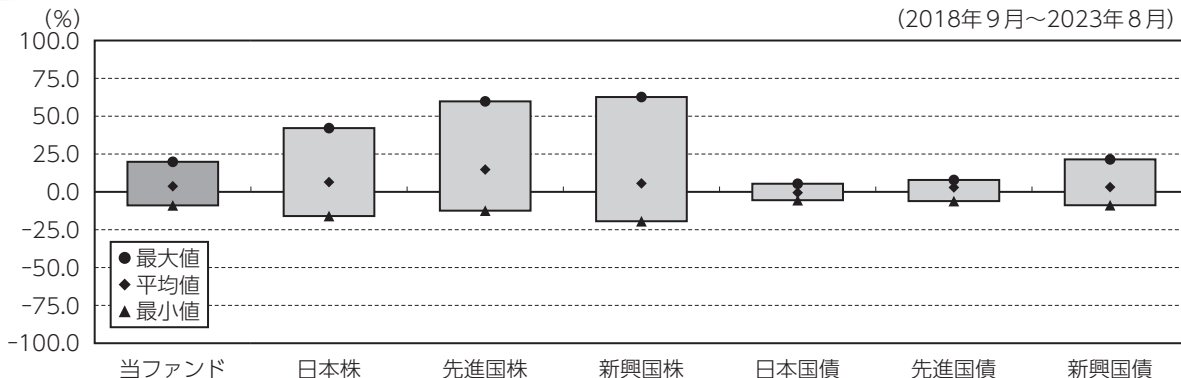 (%)
(2018年9月~2023年8月)
100.0
75.0
50.0
25.0
0.0
-25.0
-50.0
-75.0
-100.0
●最大値
◆平均値
▲最小値
当ファンド 日本株 先進国株 新興国株 日本国債 先進国債 新興国債